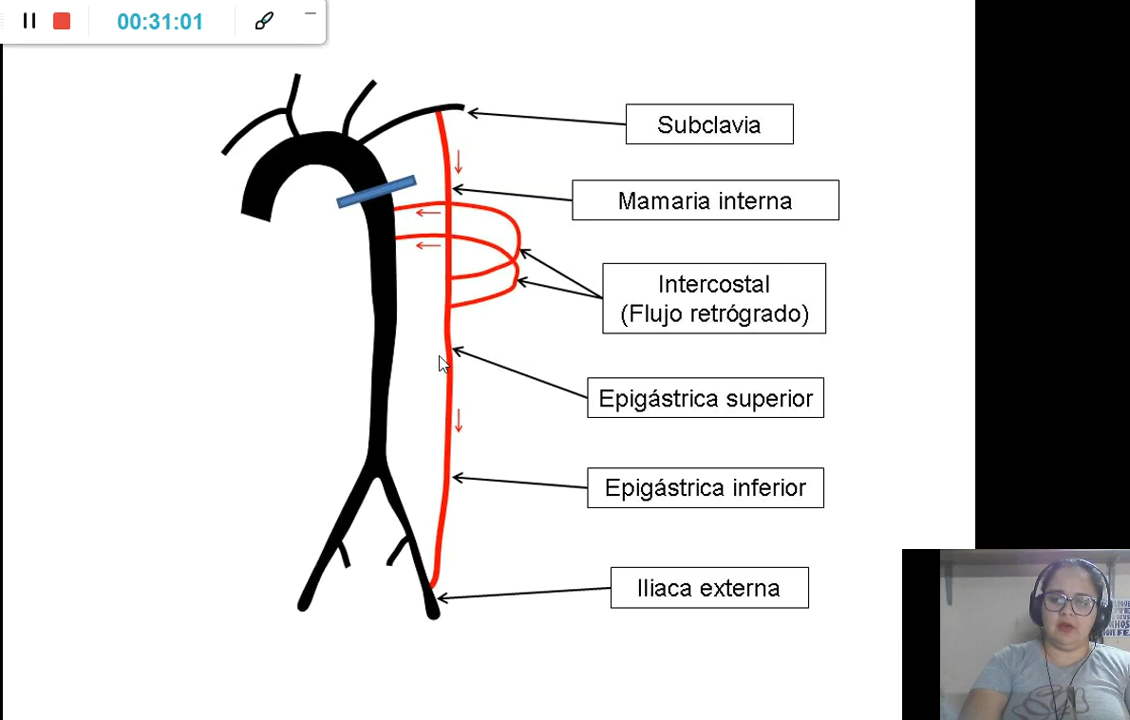 00:31:01
Subclavia
Mamaria interna
Intercostal
(Flujo retrógrado)
Epigástrica superior
Epigástrica inferior
Iliaca externa